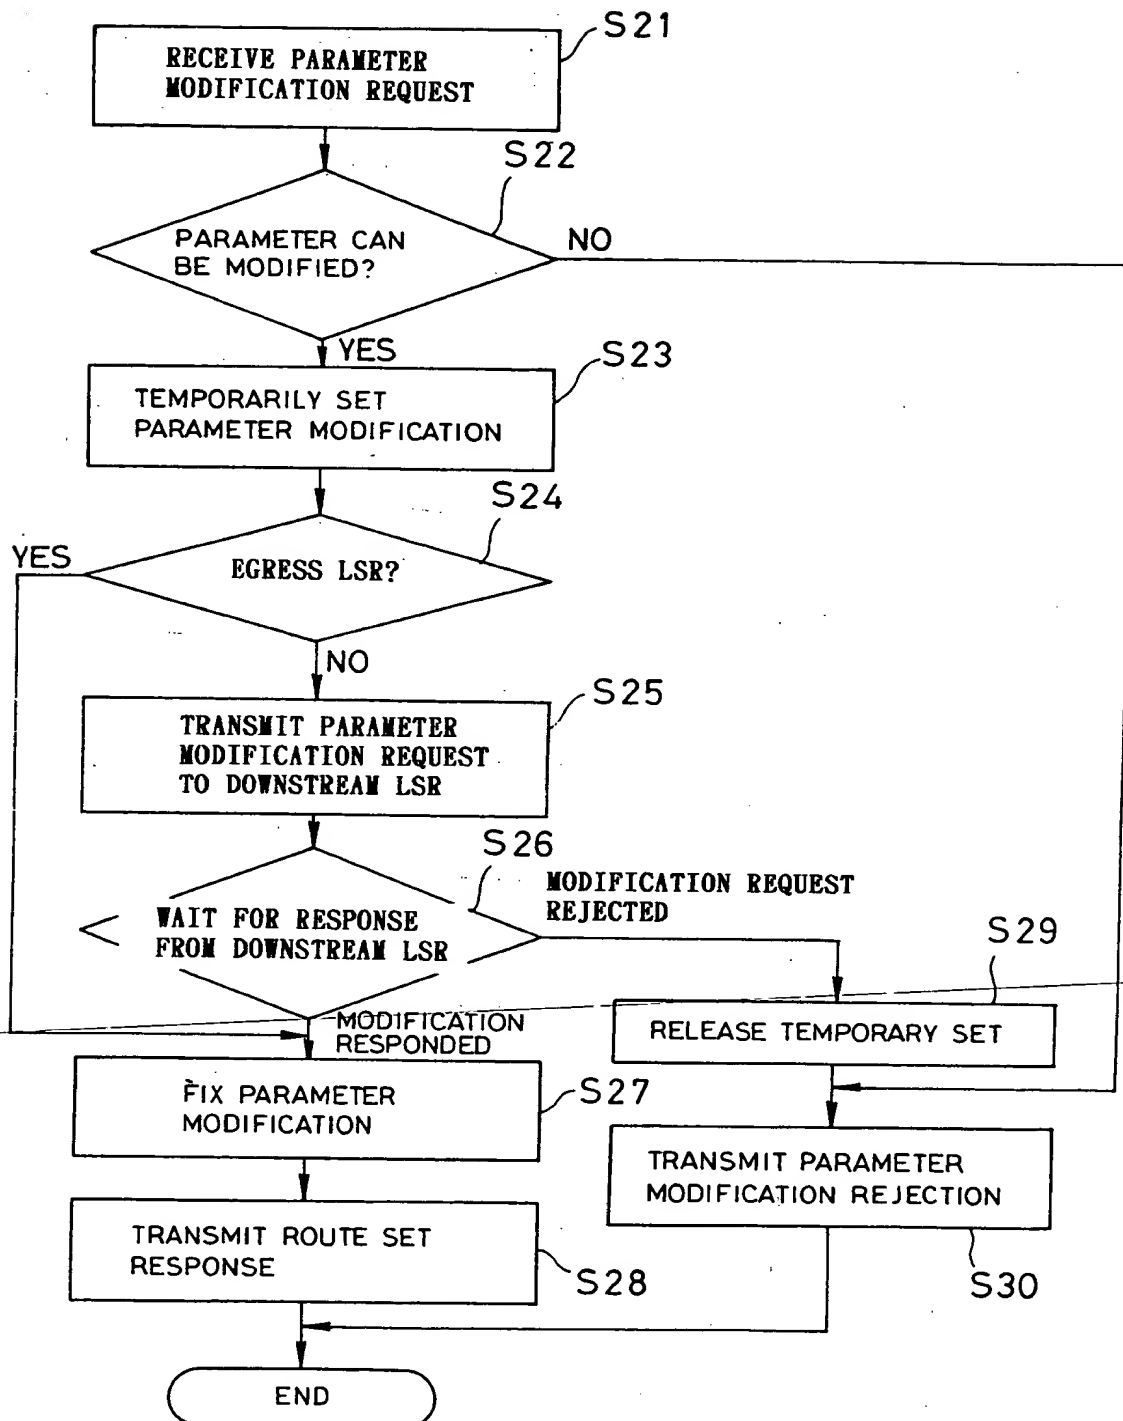 S21
RECEIVE PARAMETER
MODIFICATION REQUEST
S22
PARAMETER CAN
BE MODIFIED?
NO
YES
S23
TEMPORARILY SET
PARAMETER MODIFICATION
S24
YES
EGRESS LSR?
NO
S25
TRANSMIT PARAMETER
MODIFICATION REQUEST
TO DOWNSTREAM LSR
S26
MODIFICATION REQUEST
REJECTED
WAIT FOR RESPONSE
FROM DOWNSTREAM LSR
S29
MODIFICATION
RESPONDED
RELEASE TEMPORARY SET
FIX PARAMETER
MODIFICATION
S27
TRANSMIT PARAMETER
MODIFICATION REJECTION
TRANSMIT ROUTE SET
RESPONSE
S28
S30
END